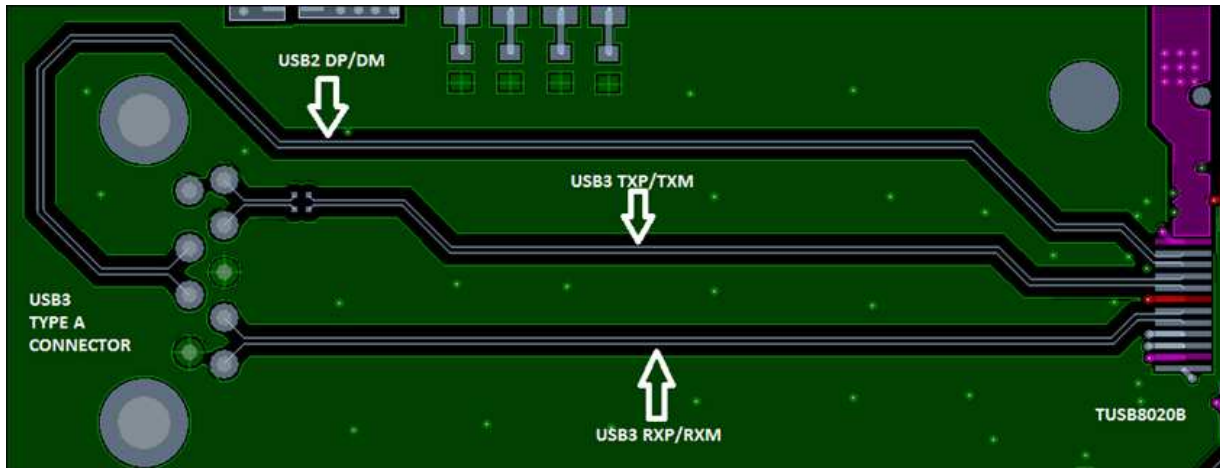 USB2 DP/DM
USB3 TXP/TXM
USB3
TYPE A
CONNECTOR
TUSB8020B
USB3 RXP/RXM